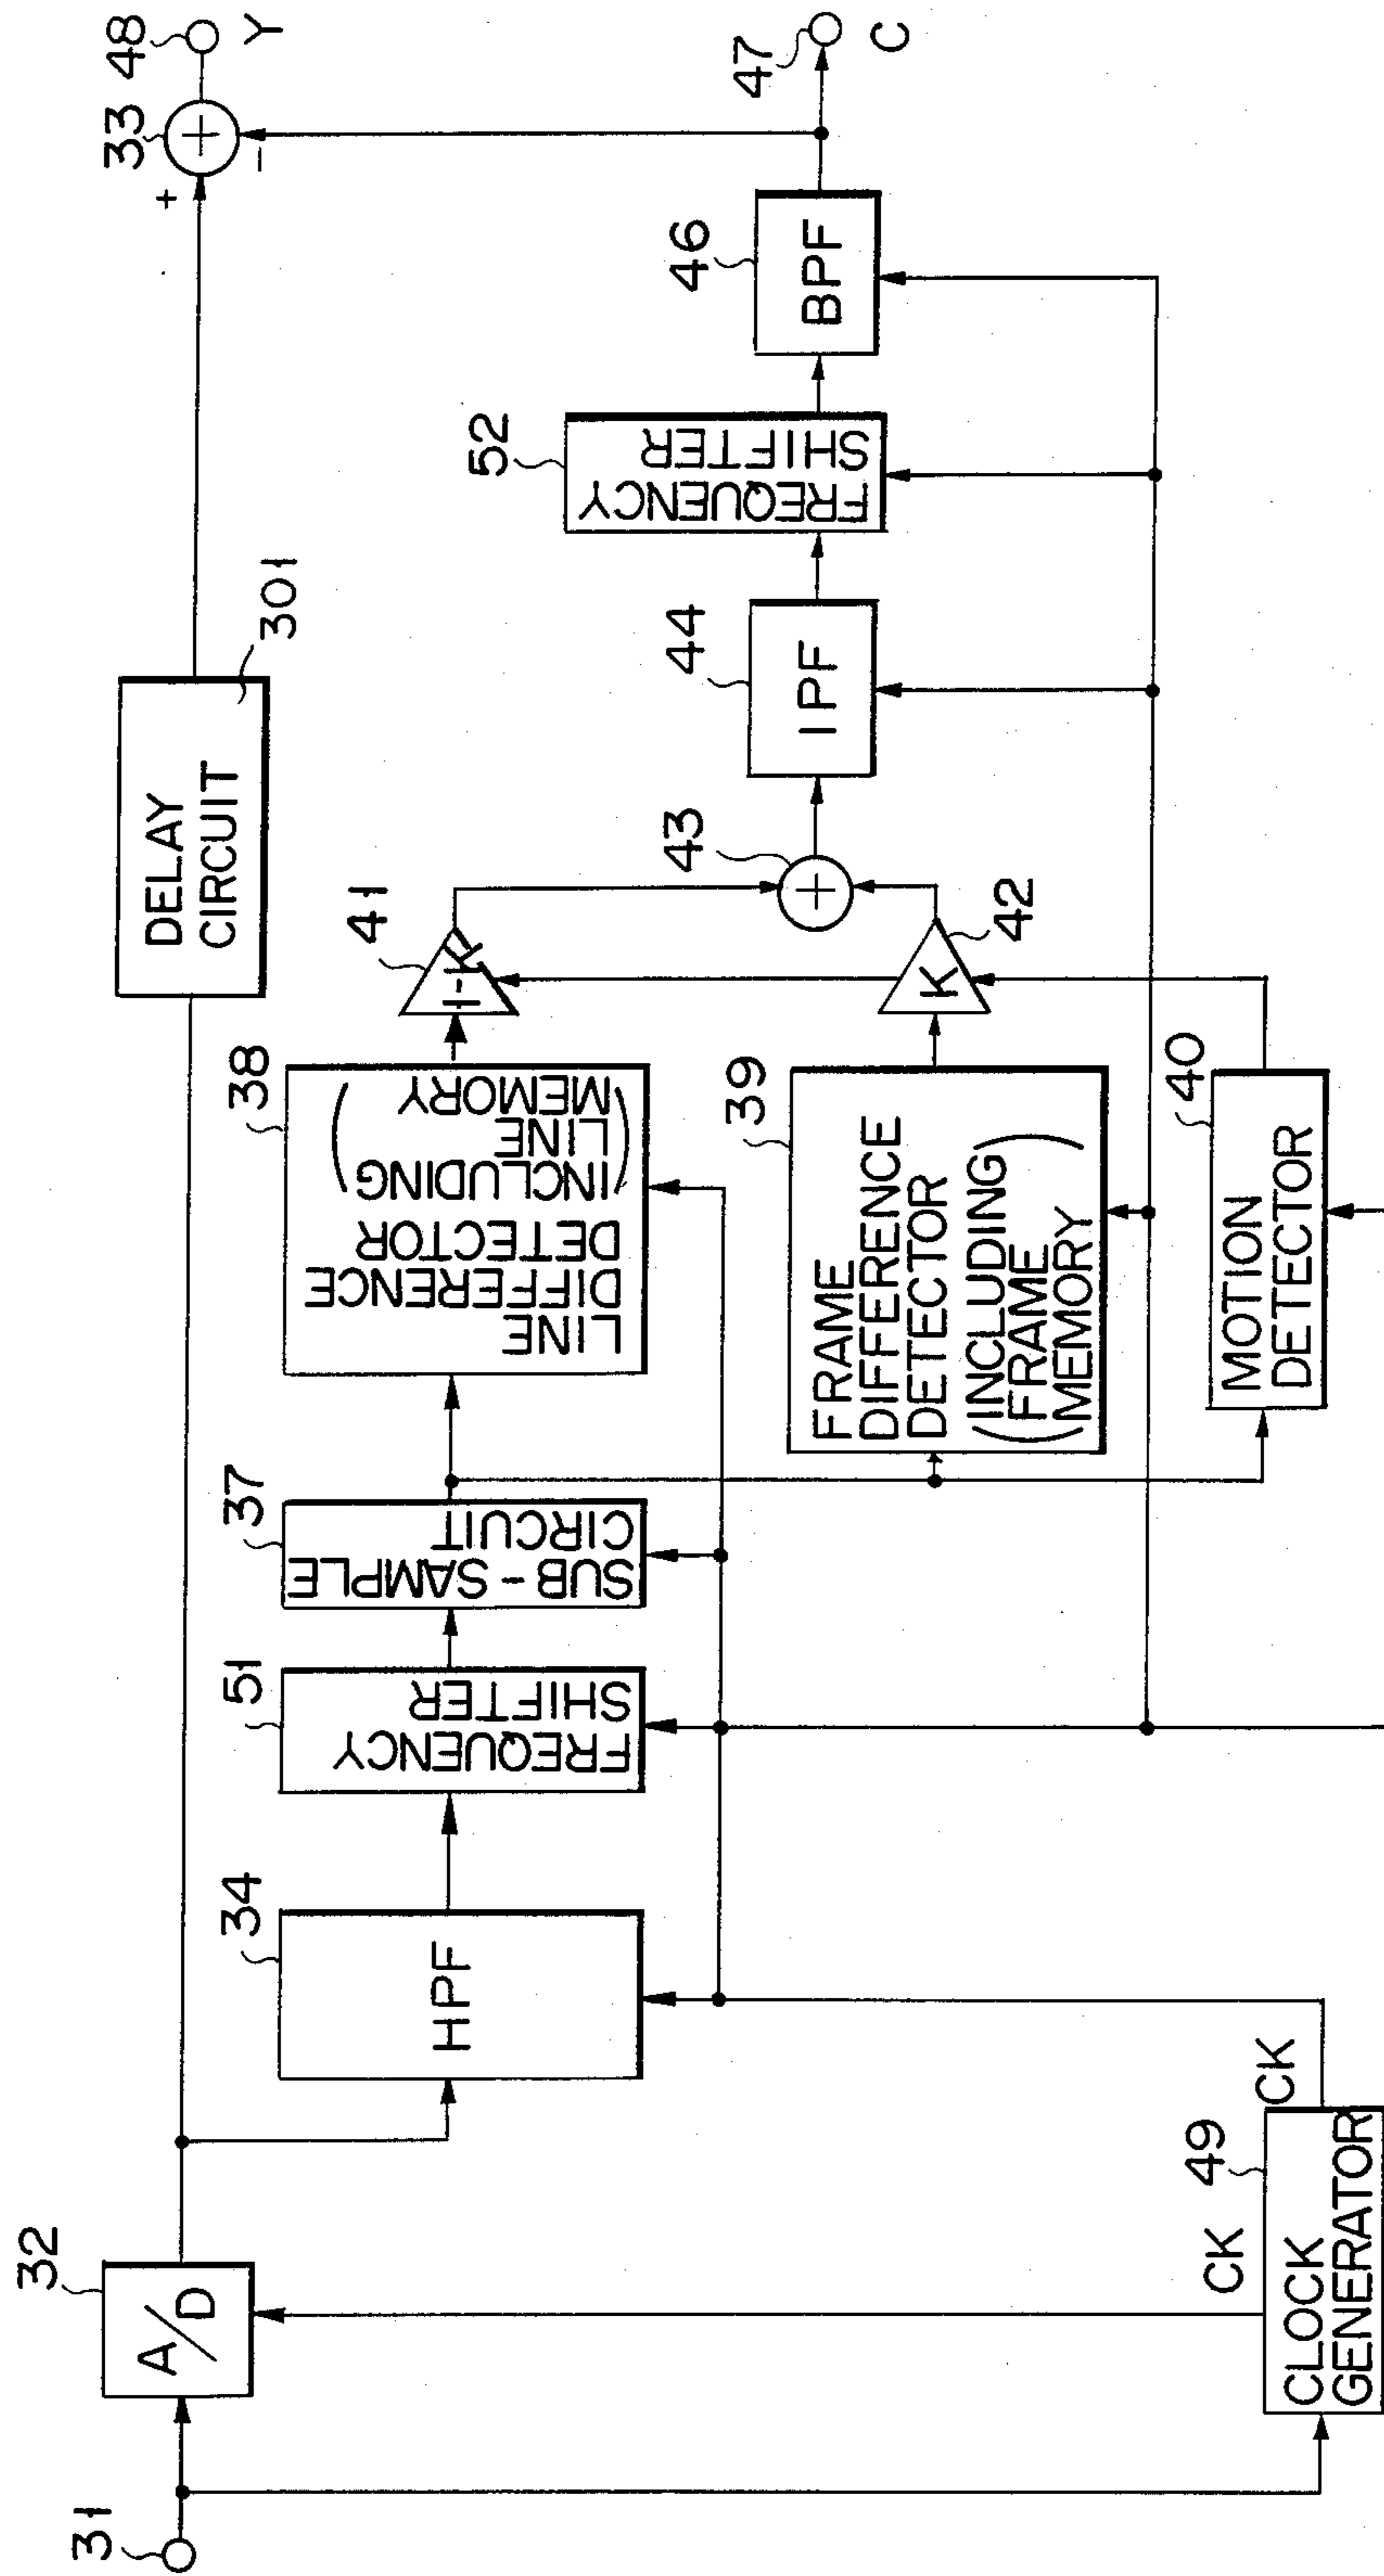 31
32
A/D
DELAY
CIRCUIT
301
+
-
33
+
48
Y
34
HPF
51
FREQUENCY
SHIFTER
37
SUB-SAMPLE
CIRCUIT
38
LINE
DIFFERENCE
DETECTOR
(INCLUDING
LINE
MEMORY)
41
1-K
39
FRAME
DIFFERENCE
DETECTOR
(INCLUDING
FRAME
MEMORY)
K
42
43
+
44
IPF
52
FREQUENCY
SHIFTER
46
BPF
47
C
40
MOTION
DETECTOR
49
CLOCK
GENERATOR
CK
CK